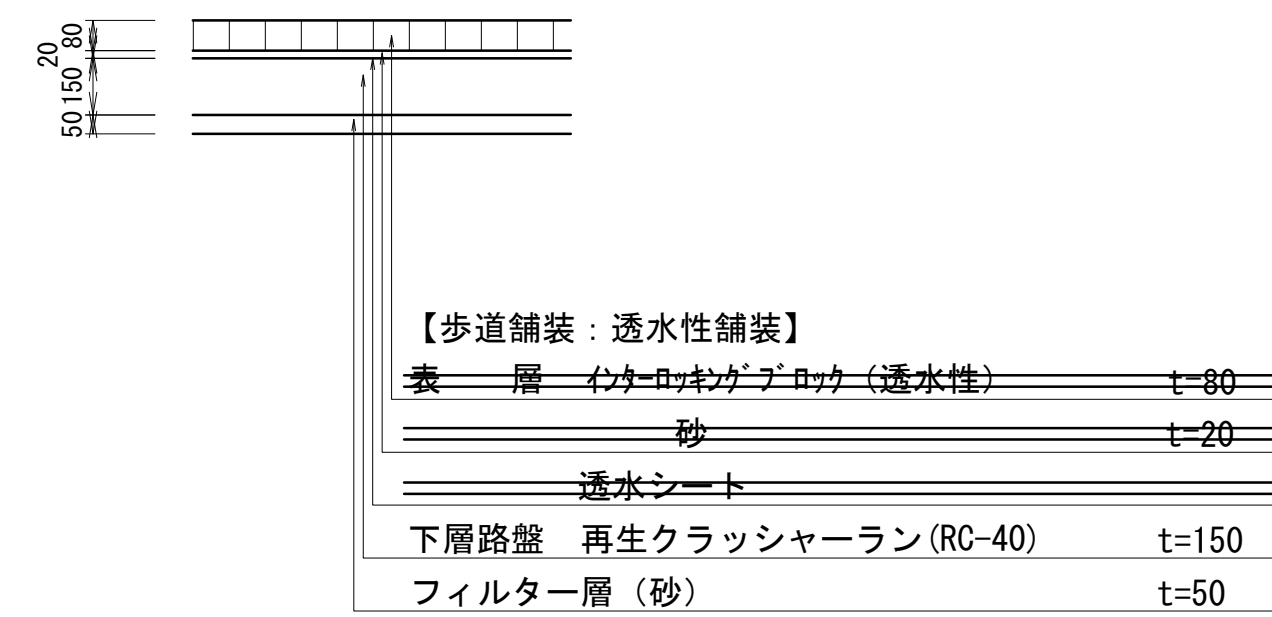 80
20
150
50
【歩道舗装：透水性舗装】
表　　層　ｲﾝﾀｰﾛｯｷﾝｸﾞﾌﾞﾛｯｸ（透水性）　t=80
砂　t=20
透水シート
下層路盤　再生クラッシャーラン(RC-40)　t=150
フィルター層（砂）　t=50